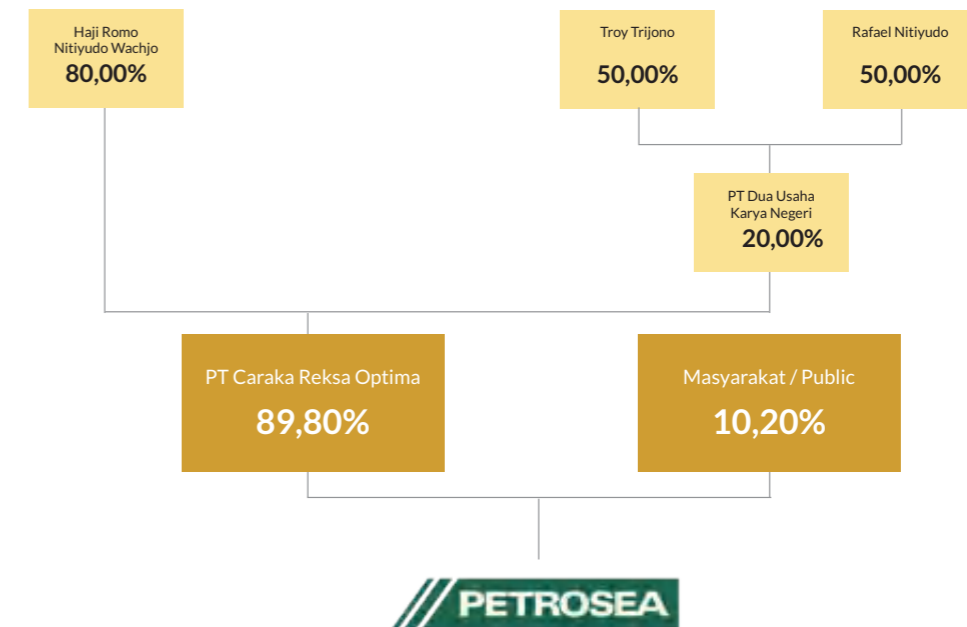 Haji Romo
Nitiyudo Wachjo
80,00%
Troy Trijono
50,00%
Rafael Nitiyudo
50,00%
PT Dua Usaha
Karya Negeri
20,00%
PT Caraka Reksa Optima
89,80%
Masyarakat / Public
10,20%
PETROSEA